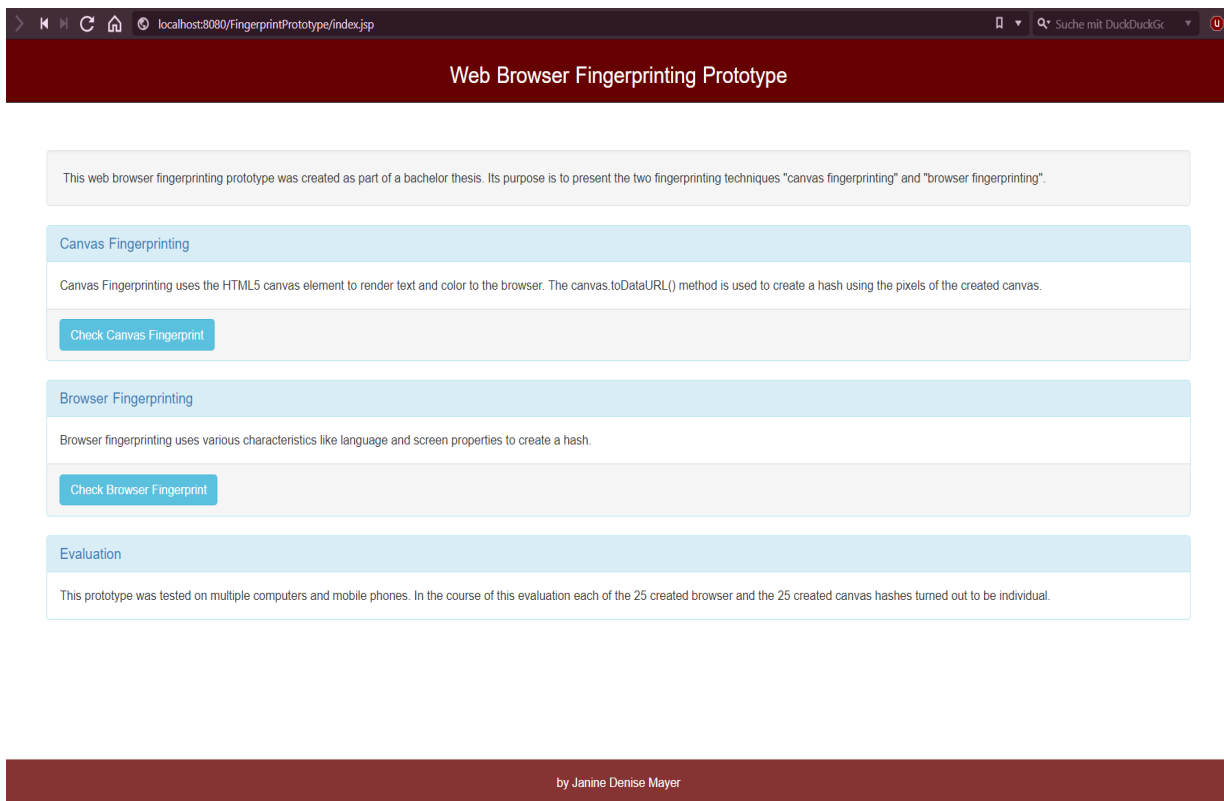 localhost:8080/FingerprintPrototype/index.jsp
Suche mit DuckDuckGo
Web Browser Fingerprinting Prototype
This web browser fingerprinting prototype was created as part of a bachelor thesis. Its purpose is to present the two fingerprinting techniques "canvas fingerprinting" and "browser fingerprinting".
Canvas Fingerprinting
Canvas Fingerprinting uses the HTML5 canvas element to render text and color to the browser. The canvas.toDataURL() method is used to create a hash using the pixels of the created canvas.
Check Canvas Fingerprint
Browser Fingerprinting
Browser fingerprinting uses various characteristics like language and screen properties to create a hash.
Check Browser Fingerprint
Evaluation
This prototype was tested on multiple computers and mobile phones. In the course of this evaluation each of the 25 created browser and the 25 created canvas hashes turned out to be individual.
by Janine Denise Mayer